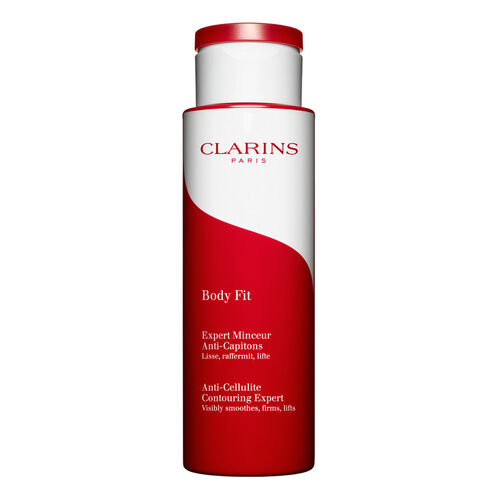 CLARINS
PARIS
Body Fit
Expert Minceur
Anti-Capitons
Lisse, raffermit, lifte
Anti-Cellulite
Contouring Expert
Visibly smoothes, firms, lifts